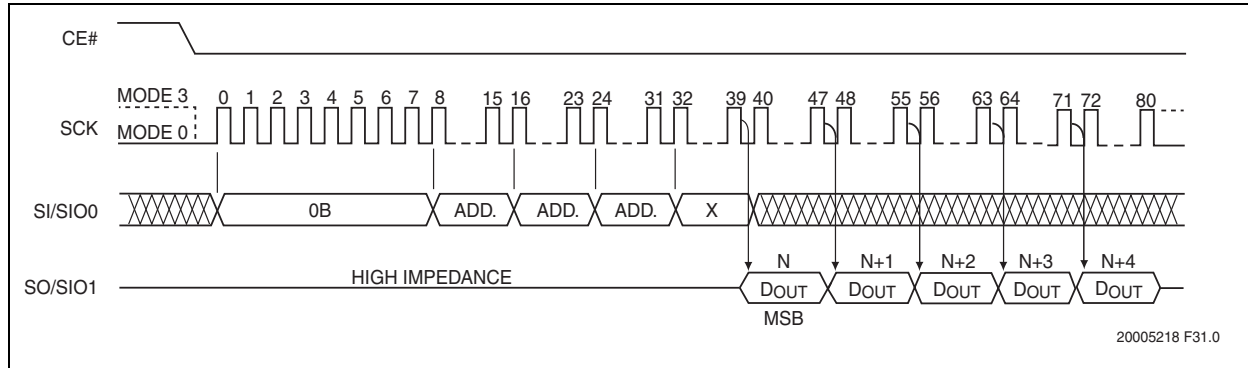 CE#
MODE 3
MODE 0
SCK
0 1 2 3 4 5 6 7 8 15 16 23 24 31 32 39 40 47 48 55 56 63 64 71 72 80
SI/SIO0
0B ADD. ADD. ADD. X
N N+1 N+2 N+3 N+4
SO/SIO1
HIGH IMPEDANCE
DOUT DOUT DOUT DOUT DOUT
MSB
20005218 F31.0